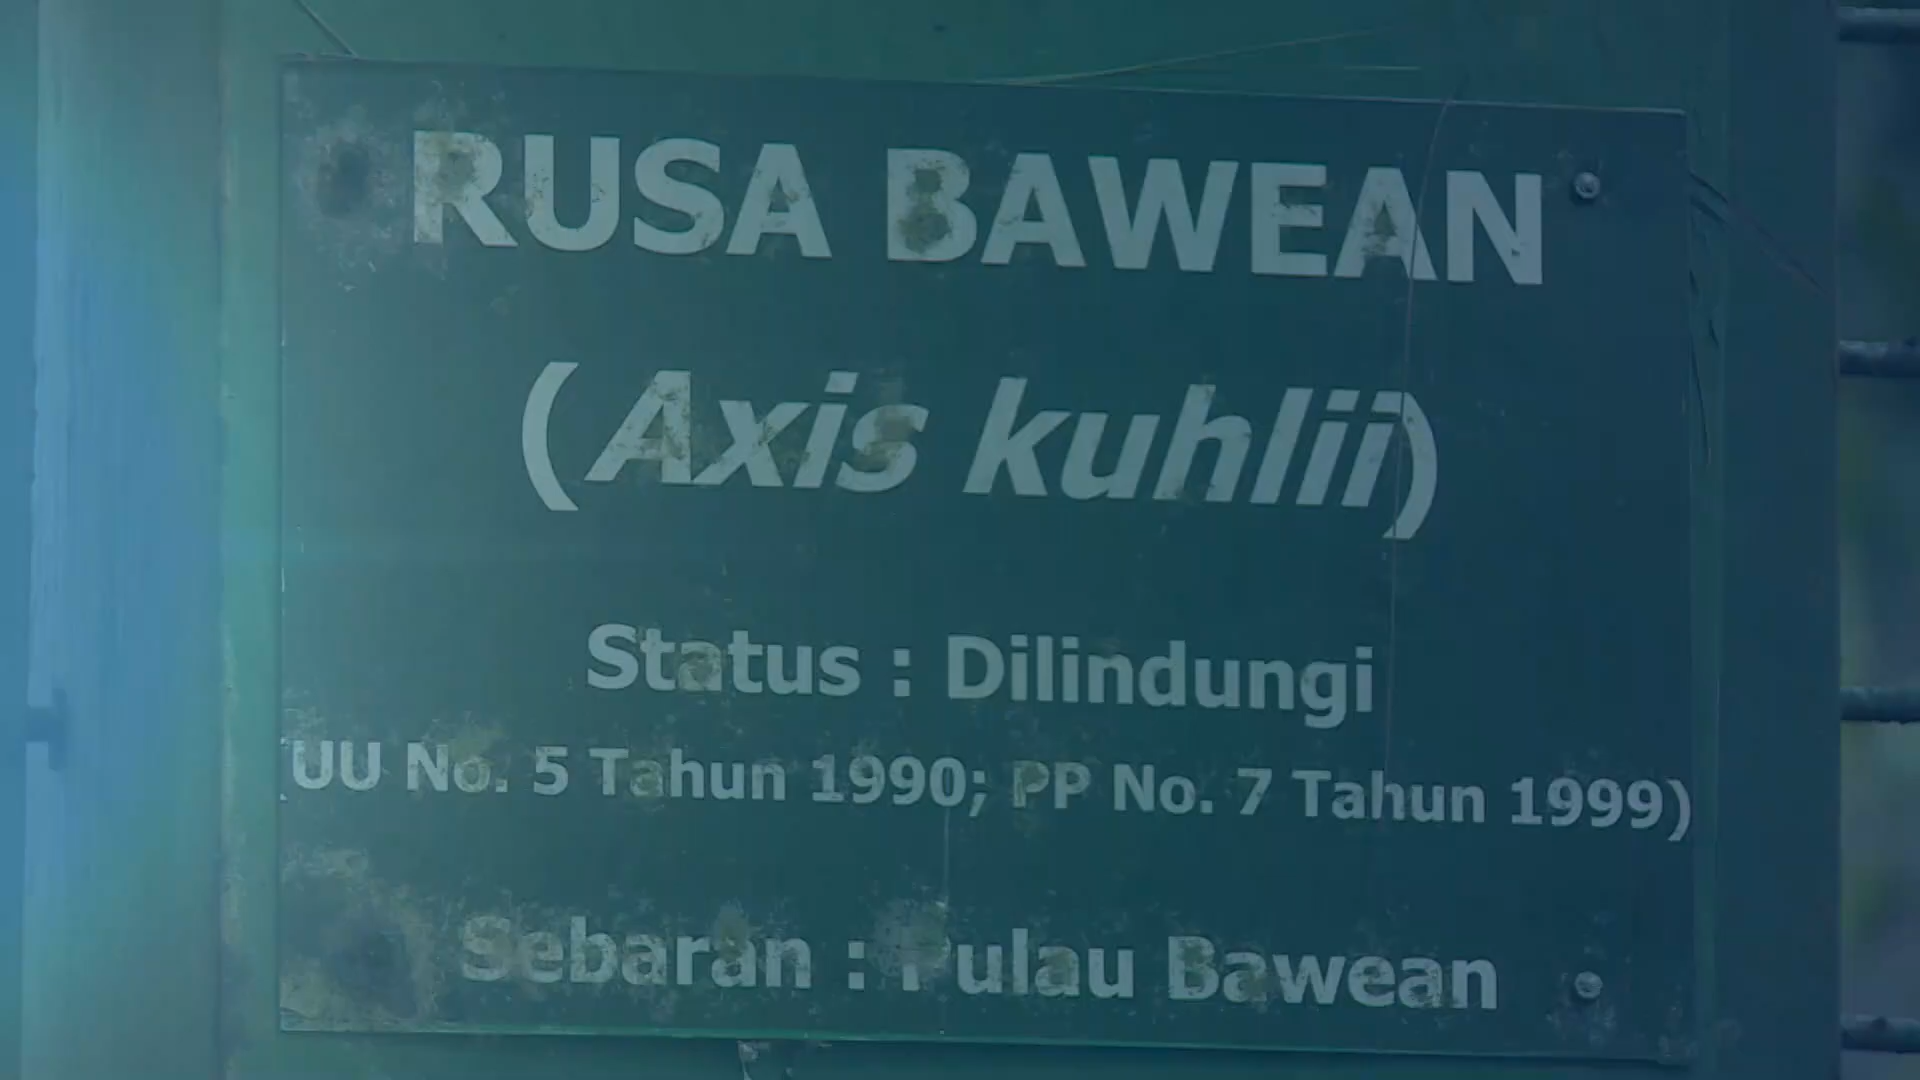 RUSA BAWEAN
(Axis kuhlii)
Status : Dilindungi
(UU No. 5 Tahun 1990; PP No. 7 Tahun 1999)
Sebaran : Pulau Bawean